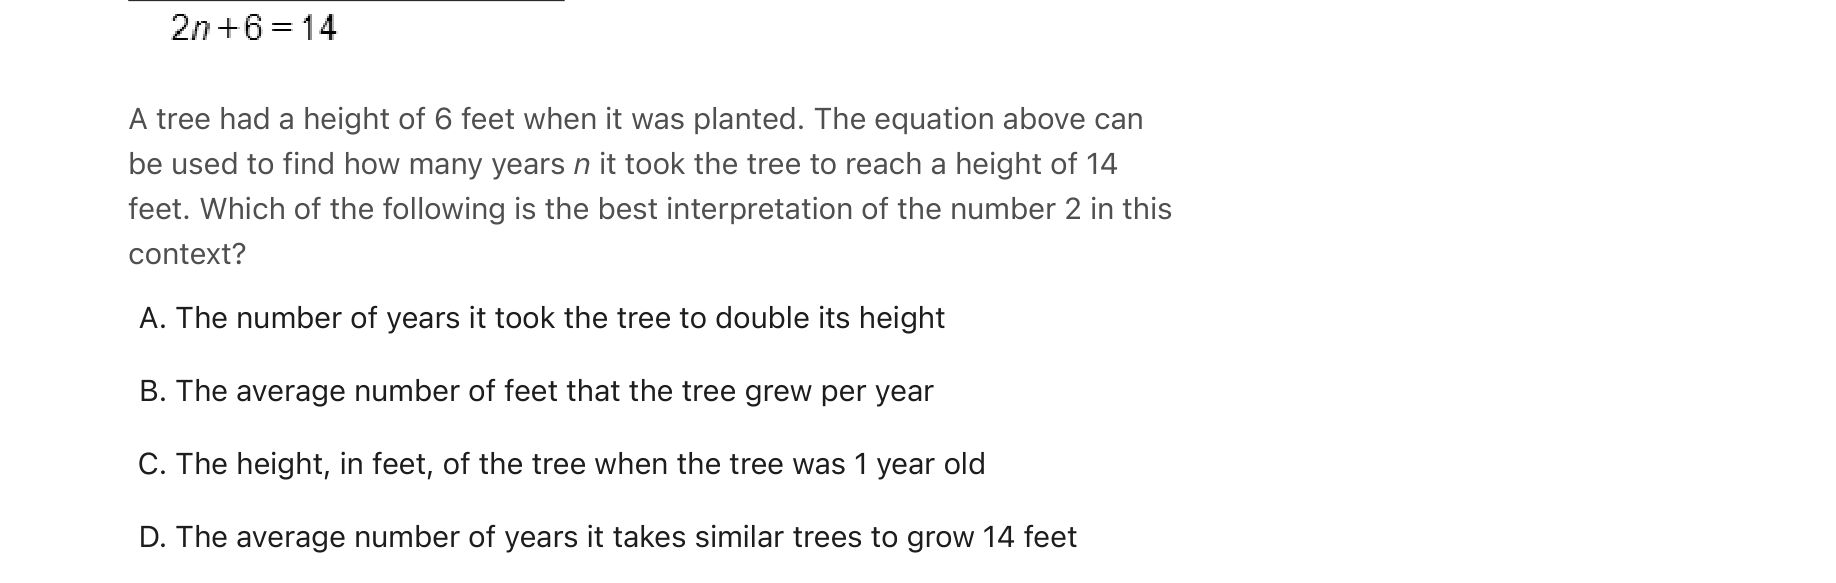 2n+6=14
A tree had a height of 6 feet when it was planted. The equation above can
be used to find how many years n it took the tree to reach a height of 14
feet. Which of the following is the best interpretation of the number 2 in this
context?
A. The number of years it took the tree to double its height
B. The average number of feet that the tree grew per year
C. The height, in feet, of the tree when the tree was 1 year old
D. The average number of years it takes similar trees to grow 14 feet